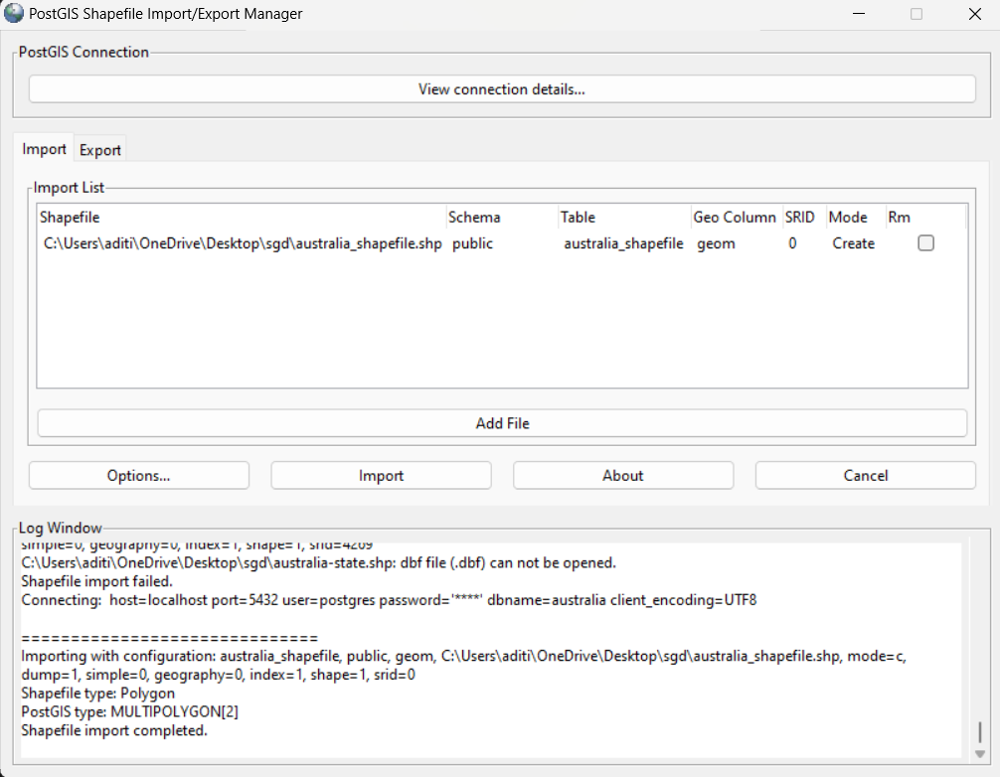 PostGIS Shapefile Import/Export Manager
PostGIS Connection
View connection details...
Import Export
Import List
Shapefile Schema Table Geo Column SRID Mode Rm
C:\Users\aditi\OneDrive\Desktop\sgd\australia_shapefile.shp public australia_shapefile geom 0 Create
Add File
Options... Import About Cancel
Log Window
simple=0, geography=0, index=1, shape=1, srid=4269
C:\Users\aditi\OneDrive\Desktop\sgd\australia-state.shp: dbf file (.dbf) can not be opened.
Shapefile import failed.
Connecting:  host=localhost port=5432 user=postgres password='****' dbname=australia client_encoding=UTF8
==============================
Importing with configuration: australia_shapefile, public, geom, C:\Users\aditi\OneDrive\Desktop\sgd\australia_shapefile.shp, mode=c,
dump=1, simple=0, geography=0, index=1, shape=1, srid=0
Shapefile type: Polygon
PostGIS type: MULTIPOLYGON[2]
Shapefile import completed.